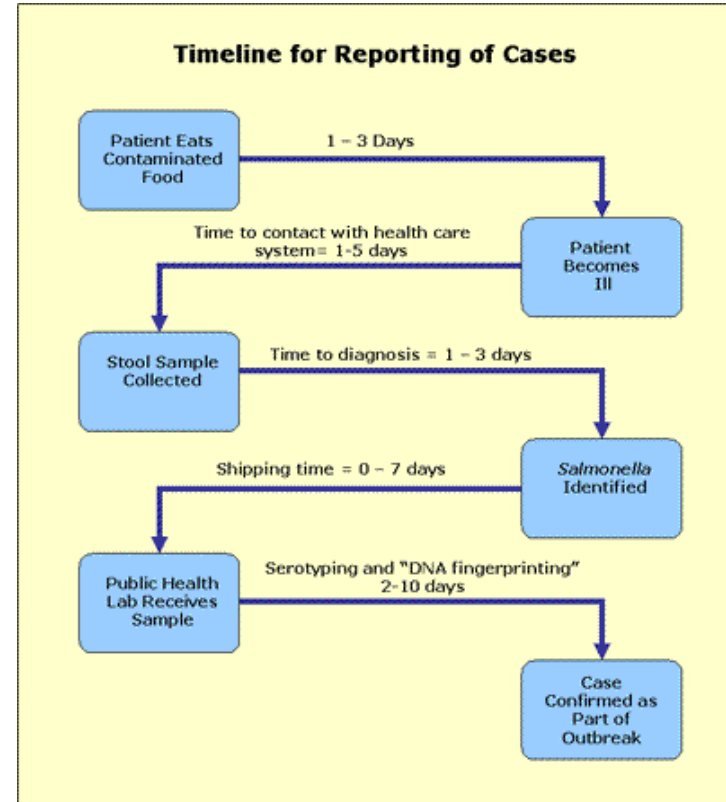 Timeline for Reporting of Cases
Patient Eats
Contaminated
Food
1 – 3 Days
Patient
Becomes
Ill
Time to contact with health care
system= 1-5 days
Stool Sample
Collected
Time to diagnosis = 1 – 3 days
Salmonella
Identified
Shipping time = 0 – 7 days
Public Health
Lab Receives
Sample
Serotyping and "DNA fingerprinting"
2-10 days
Case
Confirmed as
Part of
Outbreak